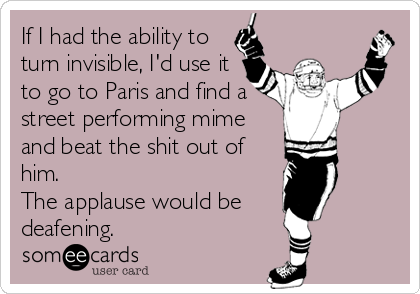 If I had the ability to
turn invisible, I'd use it
to go to Paris and find a
street performing mime
and beat the shit out of
him.
The applause would be
deafening.
someecards
user card